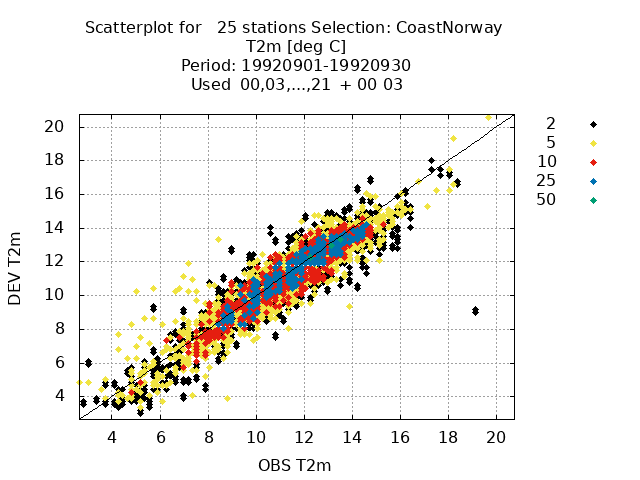 Scatterplot for   25 stations Selection: CoastNorway
T2m [deg C]
Period: 19920901-19920930
Used  00,03,...,21  + 00 03
2
5
10
25
50
20
18
16
14
12
10
8
6
4
DEV T2m
4 6 8 10 12 14 16 18 20
OBS T2m